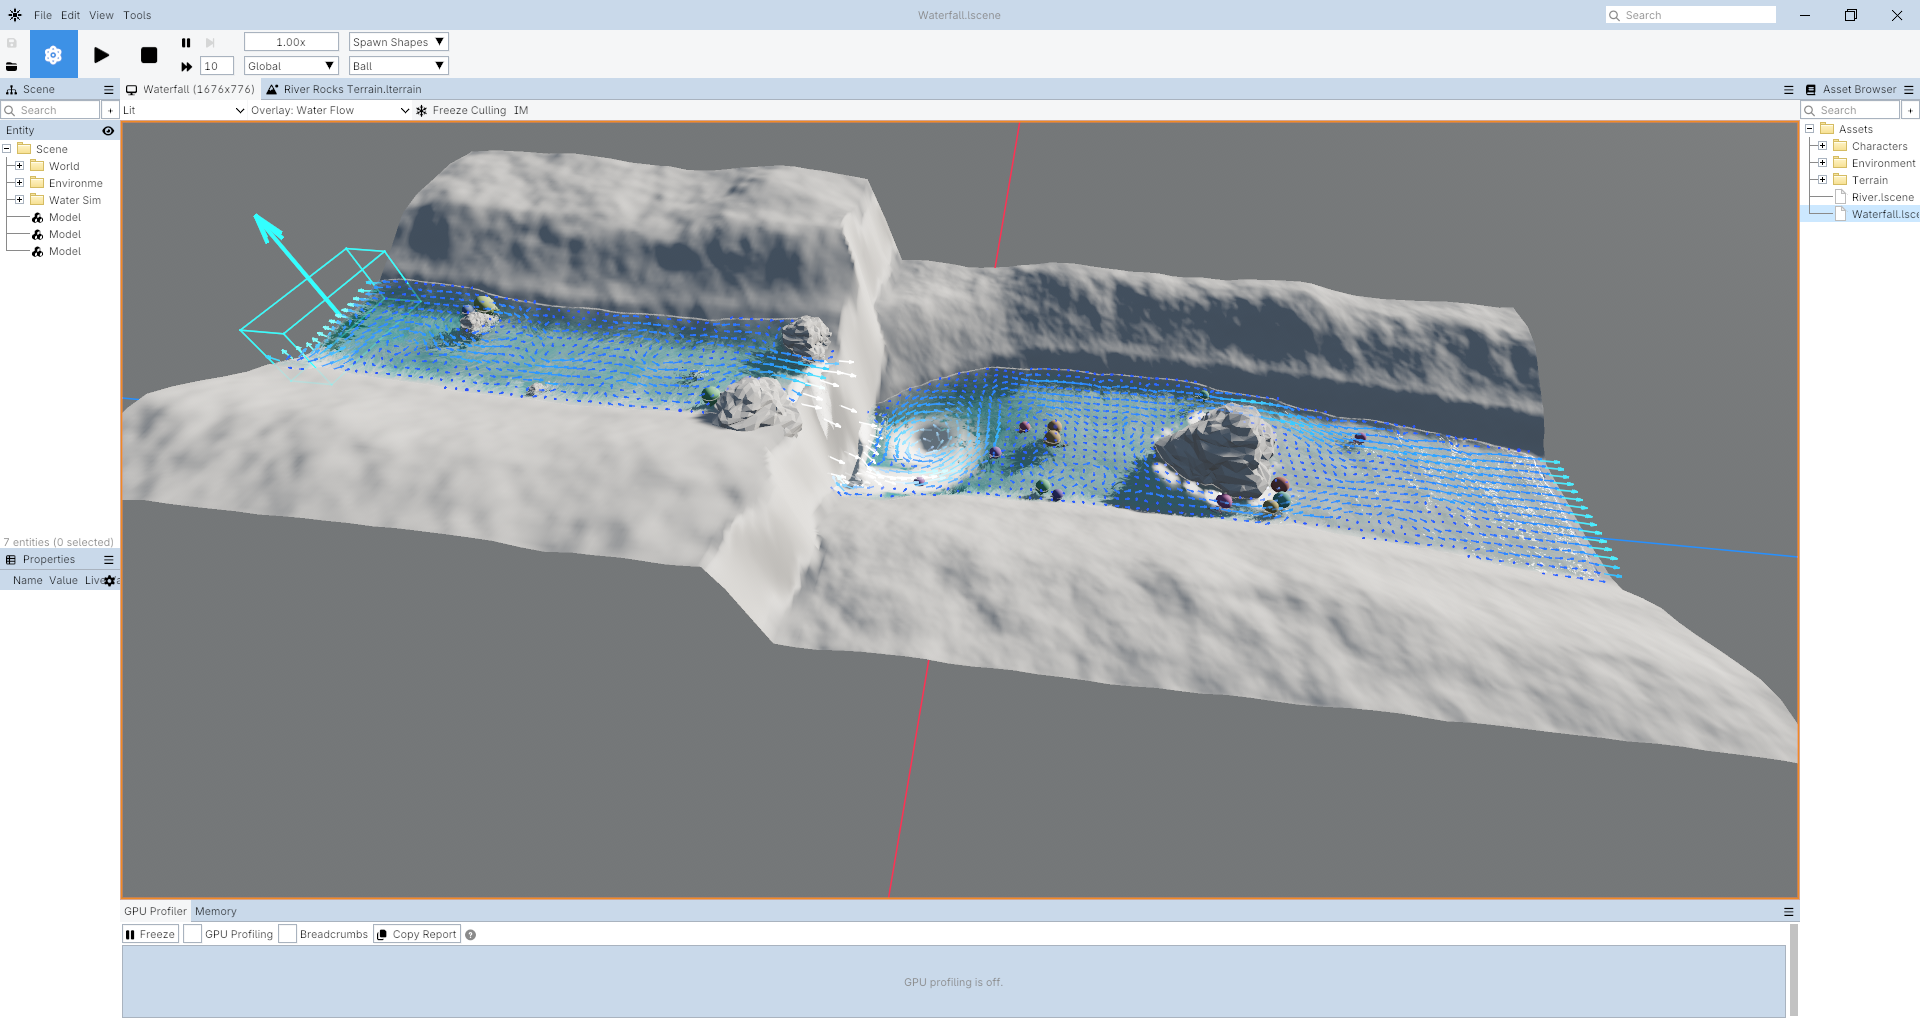 File Edit View Tools
Waterfall.lscene
Search
1.00x
Spawn Shapes
10
Global
Ball
Scene
Waterfall (1676x776)
River Rocks Terrain.lterrain
Asset Browser
Search
+
Lit
Overlay: Water Flow
Freeze Culling
IM
Search
+
Entity
Scene
World
Environme
Water Sim
Model
Model
Model
Assets
Characters
Environment
Terrain
River.lscene
Waterfall.lsce
7 entities (0 selected)
Properties
Name Value Live
GPU Profiler Memory
Freeze GPU Profiling Breadcrumbs Copy Report ?
GPU profiling is off.